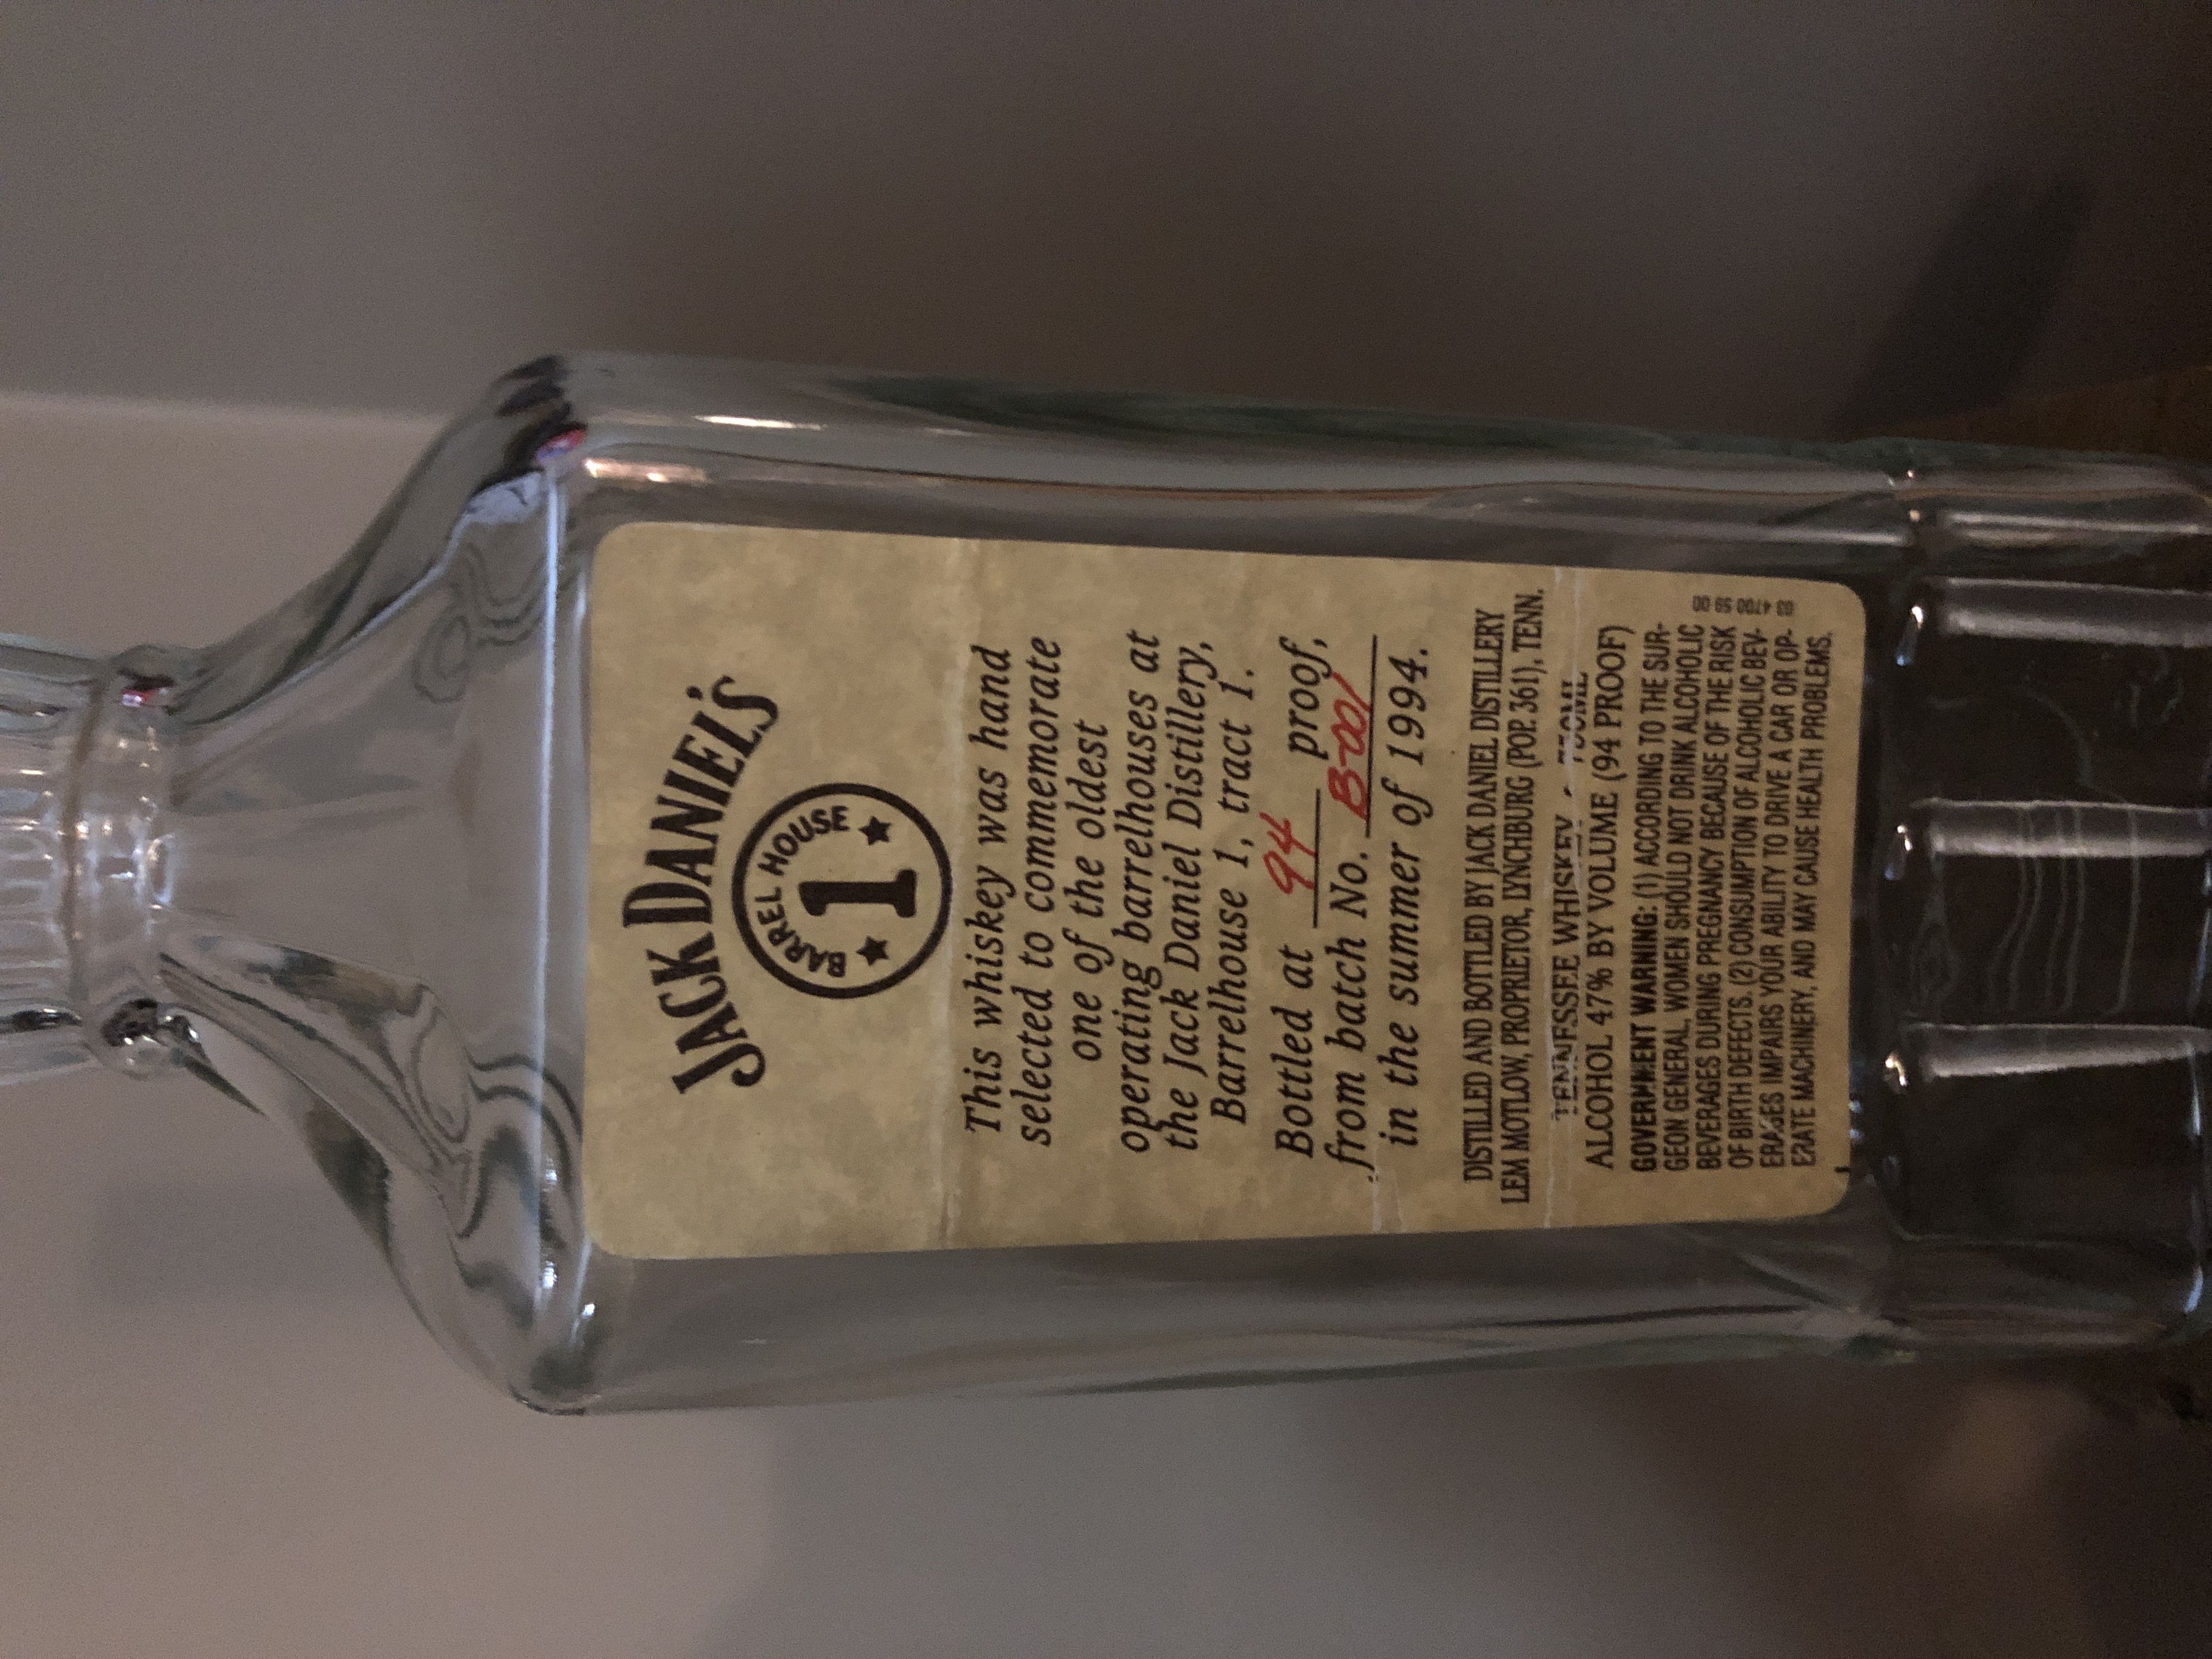 JACK DANIEL'S
BARREL HOUSE
1
This whiskey was hand
selected to commemorate
one of the oldest
operating barrelhouses at
the Jack Daniel Distillery,
Barrelhouse 1, tract 1.
Bottled at 94 proof,
from batch No. B-001
in the summer of 1994.
DISTILLED AND BOTTLED BY JACK DANIEL DISTILLERY
LEM MOTLOW, PROPRIETOR, LYNCHBURG (POP. 361), TENN.
TENNESSEE WHISKEY
ALCOHOL 47% BY VOLUME (94 PROOF)
GOVERNMENT WARNING: (1) ACCORDING TO THE SUR-
GEON GENERAL, WOMEN SHOULD NOT DRINK ALCOHOLIC
BEVERAGES DURING PREGNANCY BECAUSE OF THE RISK
OF BIRTH DEFECTS. (2) CONSUMPTION OF ALCOHOLIC BEV-
ERAGES IMPAIRS YOUR ABILITY TO DRIVE A CAR OR OP-
ERATE MACHINERY, AND MAY CAUSE HEALTH PROBLEMS.
03 4700 59 00